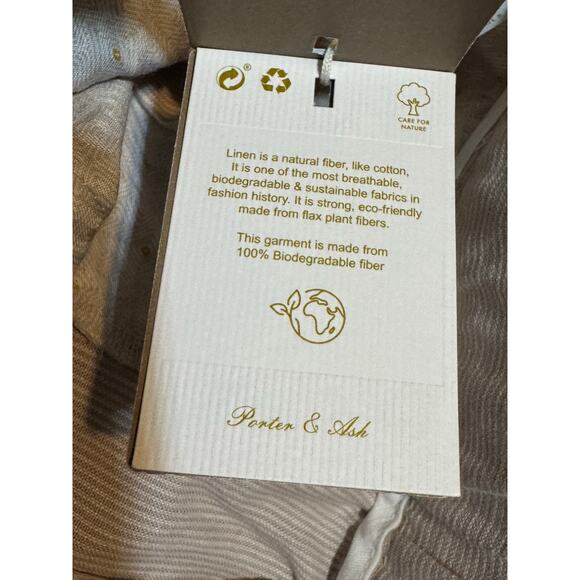 ®
CARE FOR
NATURE
Linen is a natural fiber, like cotton,
It is one of the most breathable,
biodegradable & sustainable fabrics in
fashion history. It is strong, eco-friendly
made from flax plant fibers.
This garment is made from
100% Biodegradable fiber
Porter & Ash